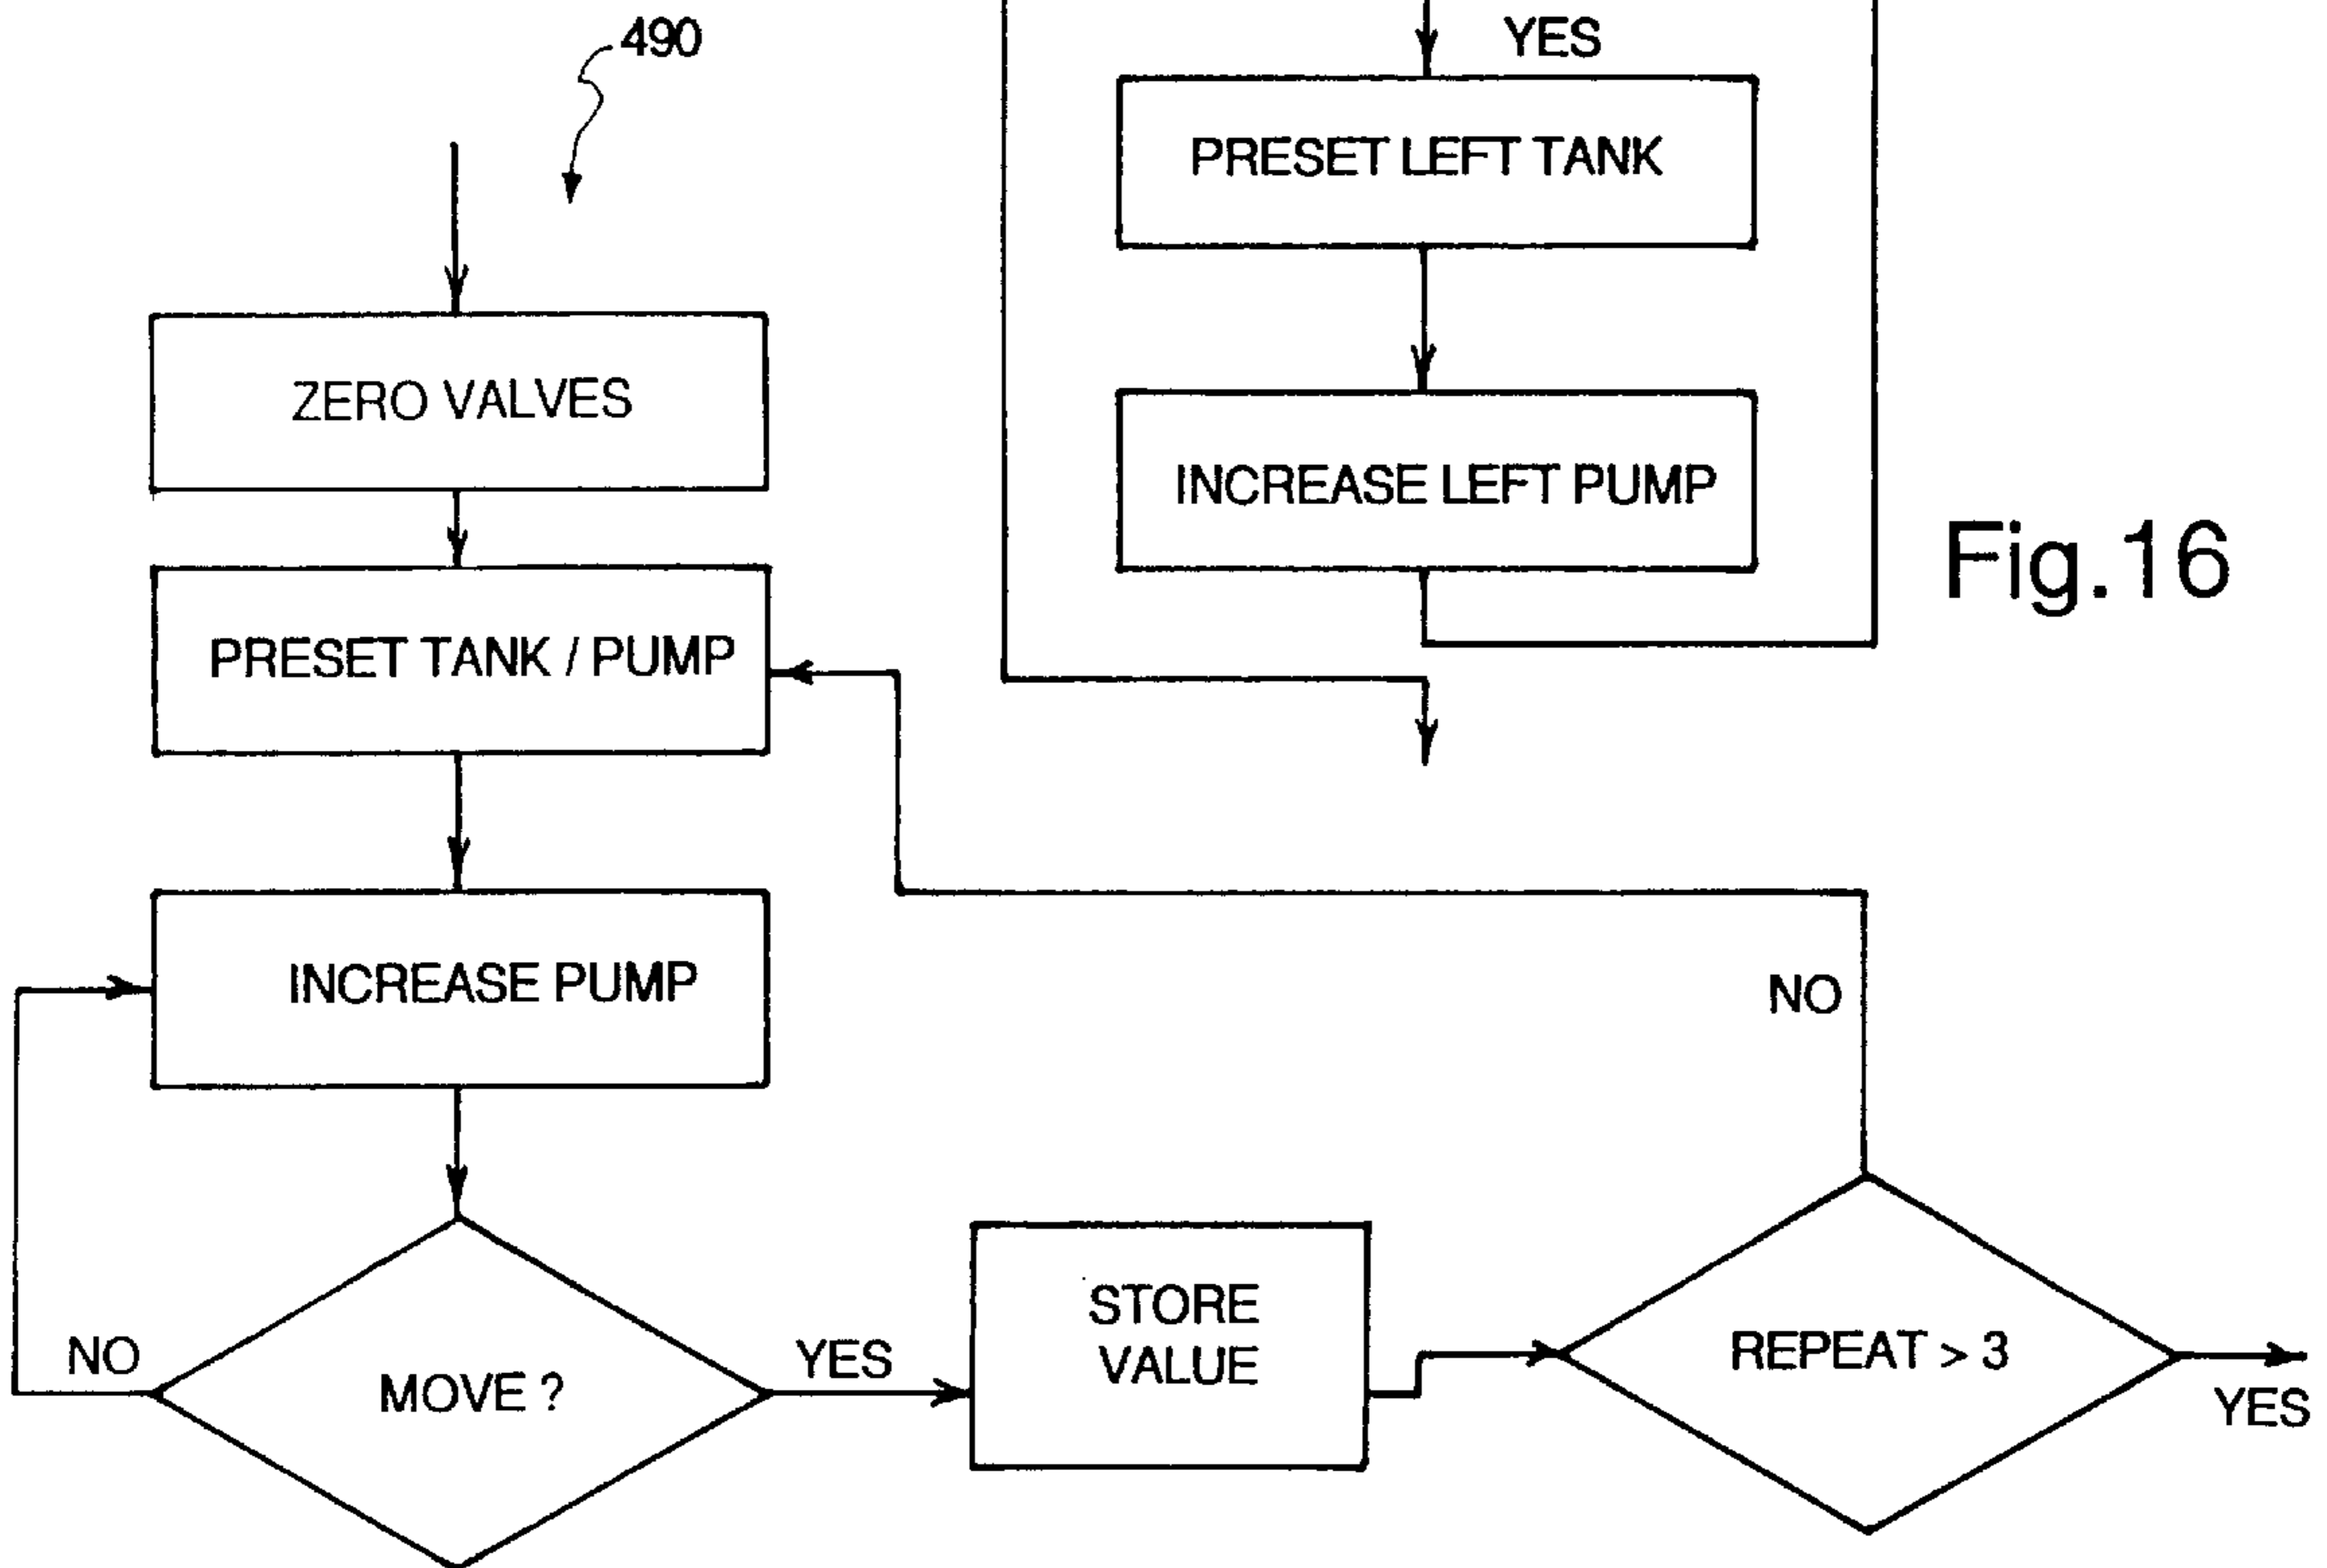 490
YES
PRESET LEFT TANK
INCREASE LEFT PUMP
Fig.16
ZERO VALVES
PRESET TANK / PUMP
INCREASE PUMP
NO
MOVE ?
YES
STORE
VALUE
NO
REPEAT > 3
YES